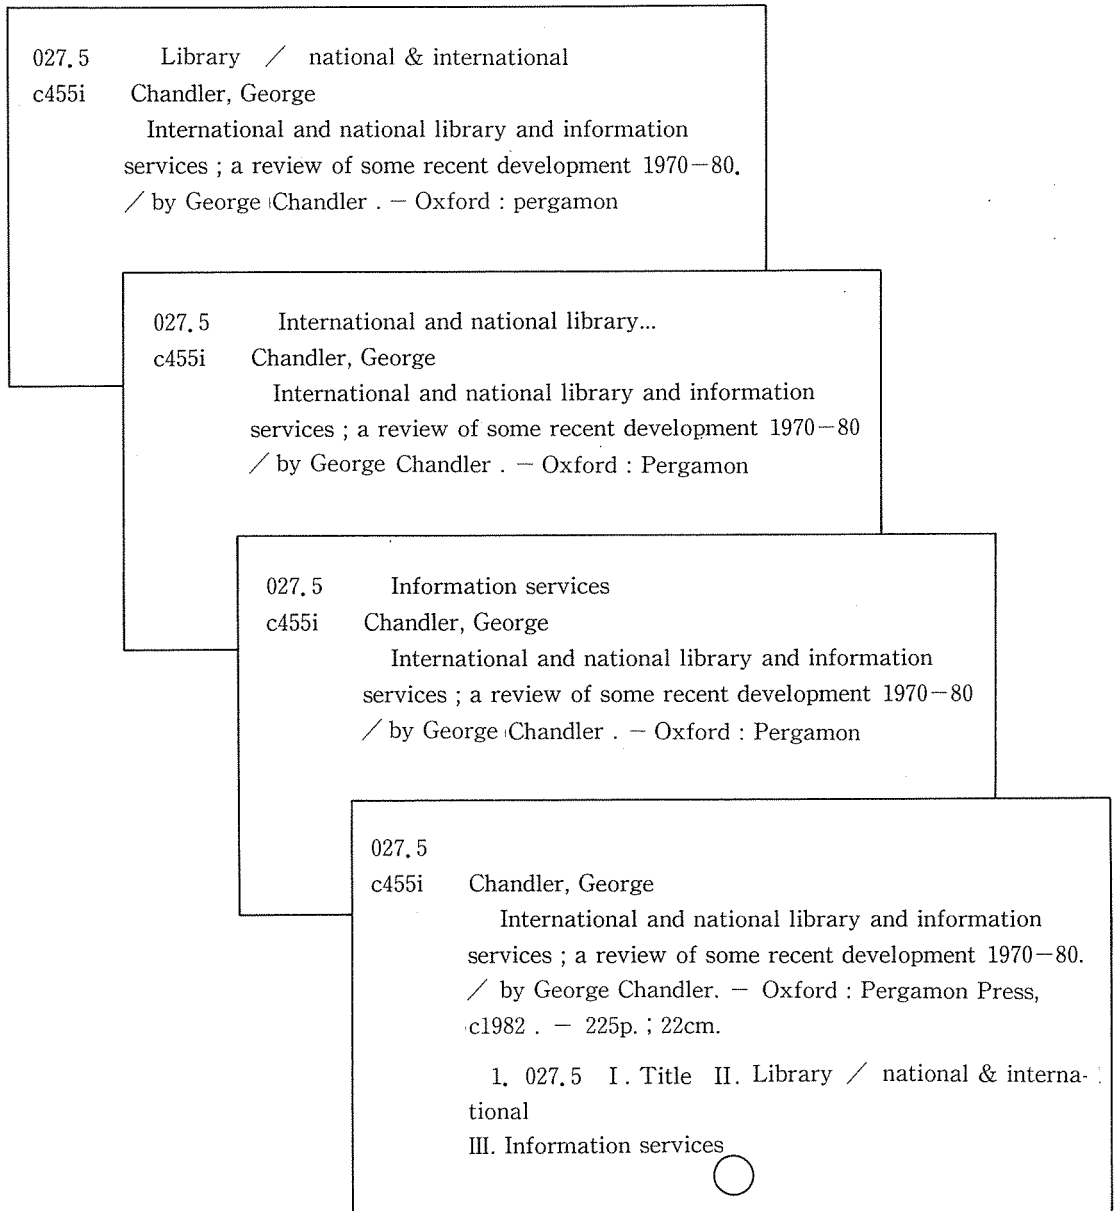 027.5 Library ／ national & international
c455i Chandler, George
International and national library and information
services ; a review of some recent development 1970－80.
／ by George Chandler . － Oxford : pergamon
027.5 International and national library...
c455i Chandler, George
International and national library and information
services ; a review of some recent development 1970－80
／ by George Chandler . － Oxford : Pergamon
027.5 Information services
c455i Chandler, George
International and national library and information
services ; a review of some recent development 1970－80
／ by George Chandler . － Oxford : Pergamon
027.5
c455i Chandler, George
International and national library and information
services ; a review of some recent development 1970－80.
／ by George Chandler. － Oxford : Pergamon Press,
c1982 . － 225p. ; 22cm.
1. 027.5 I . Title II. Library ／ national & interna-
tional
III. Information services